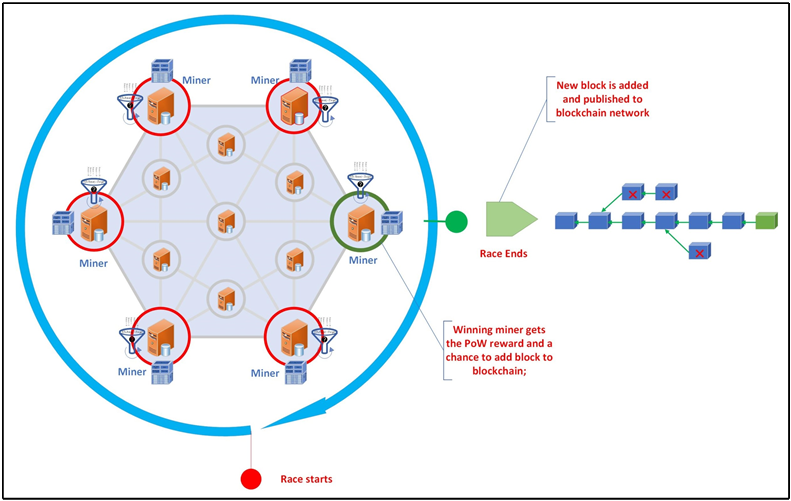 Miner
Miner
New block is added
and published to
blockchain network
Miner
Miner
Race Ends
Miner
Miner
Winning miner gets
the PoW reward and a
chance to add block to
blockchain;
Race starts